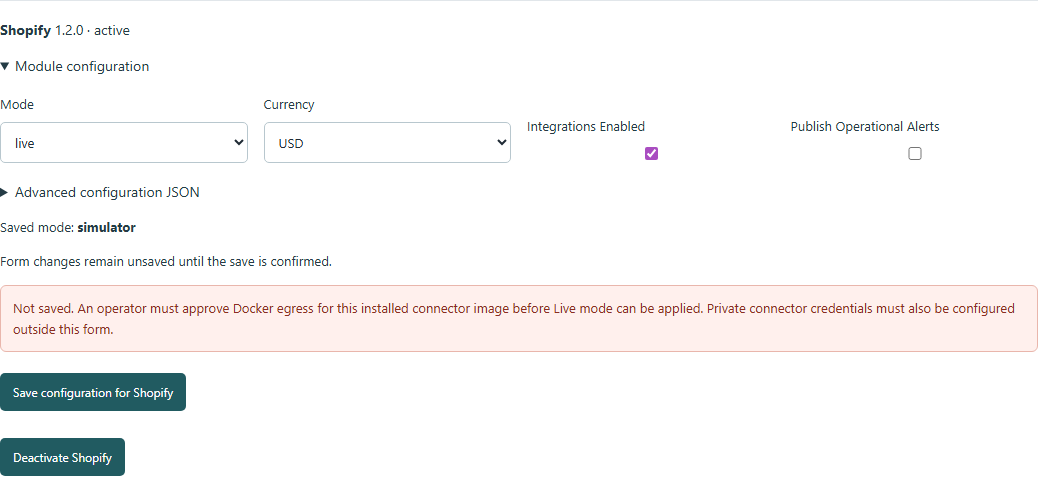 Shopify 1.2.0 · active
▼ Module configuration
Mode
Currency
live
USD
Integrations Enabled
Publish Operational Alerts
▶ Advanced configuration JSON
Saved mode: simulator
Form changes remain unsaved until the save is confirmed.
Not saved. An operator must approve Docker egress for this installed connector image before Live mode can be applied. Private connector credentials must also be configured
outside this form.
Save configuration for Shopify
Deactivate Shopify